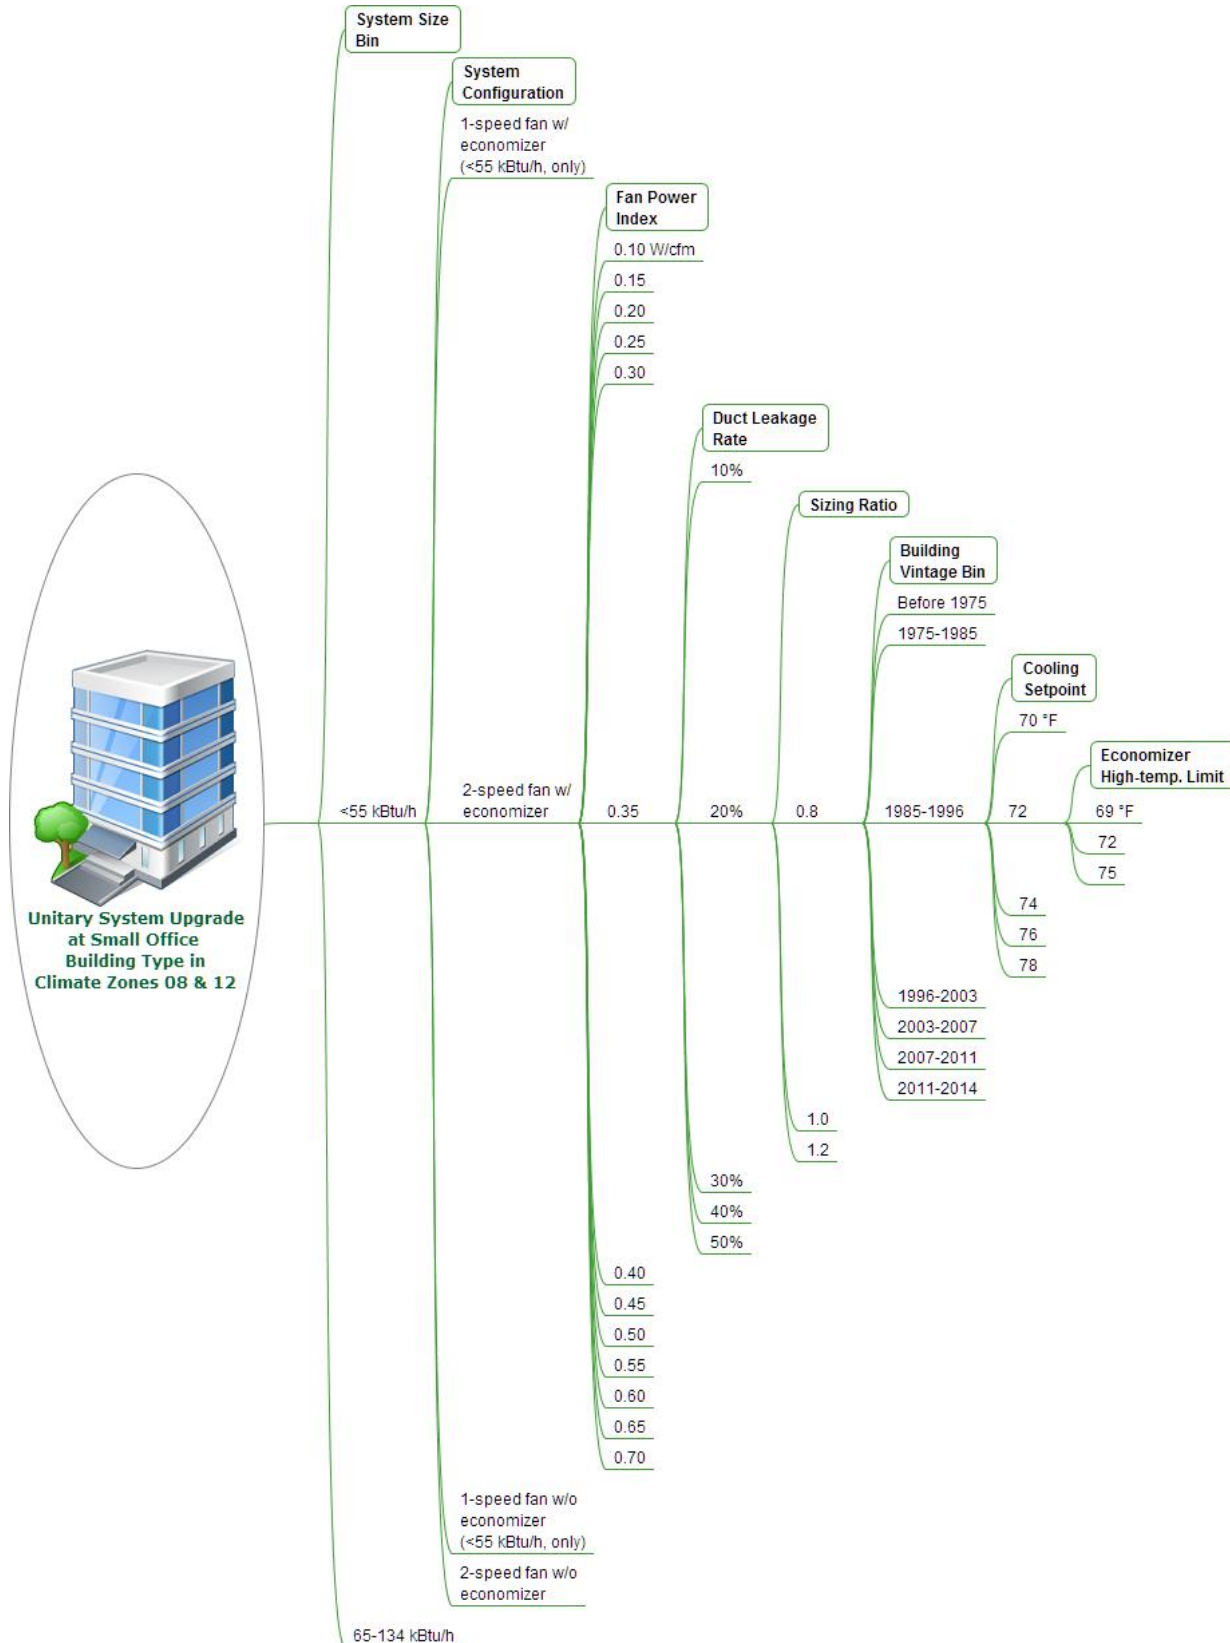 System Size
Bin
System
Configuration
1-speed fan w/
economizer
(<55 kBtu/h, only)
Fan Power
Index
0.10 W/cfm
0.15
0.20
0.25
0.30
Duct Leakage
Rate
10%
Sizing Ratio
Building
Vintage Bin
Before 1975
1975-1985
Cooling
Setpoint
70 °F
Economizer
High-temp. Limit
<55 kBtu/h
2-speed fan w/
economizer
0.35
20%
0.8
1985-1996
72
69 °F
72
75
74
76
78
Unitary System Upgrade
at Small Office
Building Type in
Climate Zones 08 & 12
1996-2003
2003-2007
2007-2011
2011-2014
1.0
1.2
30%
40%
50%
0.40
0.45
0.50
0.55
0.60
0.65
0.70
1-speed fan w/o
economizer
(<55 kBtu/h, only)
2-speed fan w/o
economizer
65-134 kBtu/h